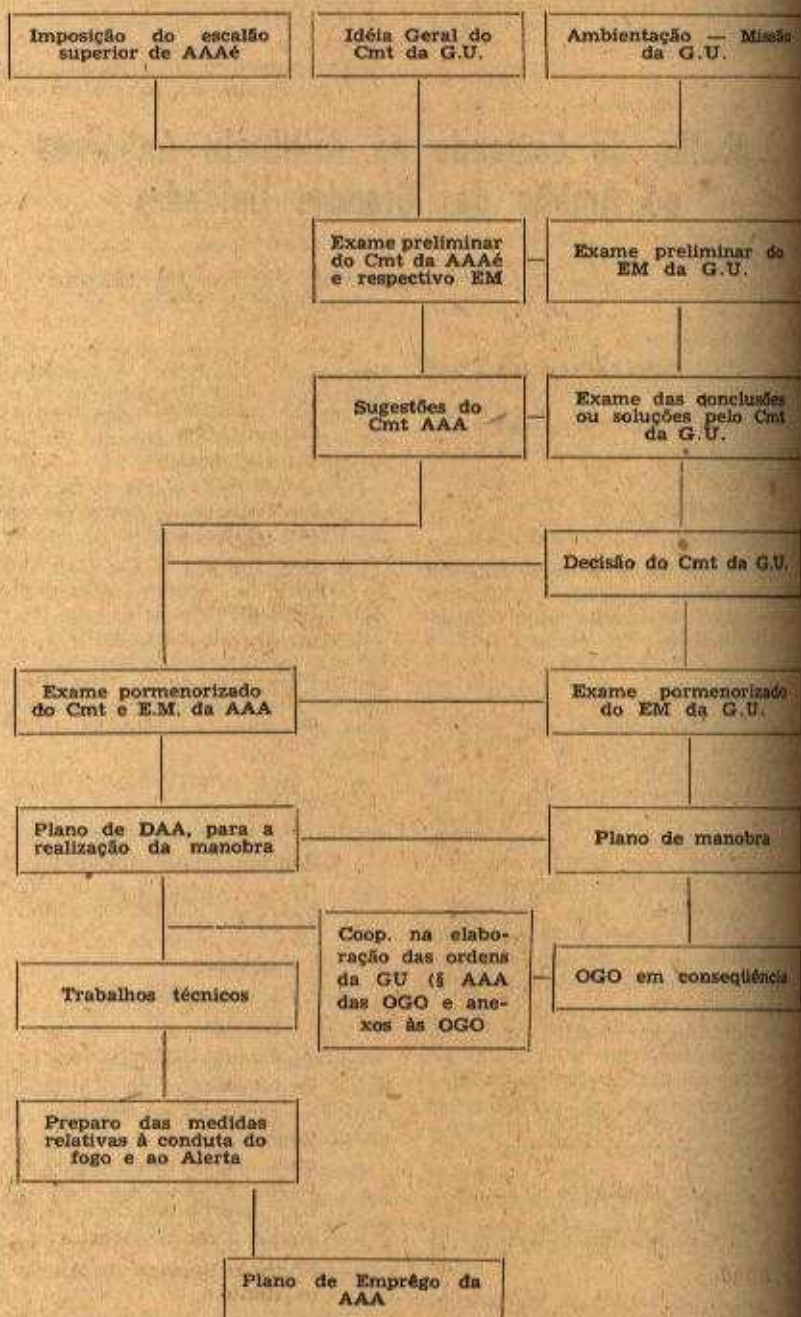 Imposição do escalão
superior de AAAé
Idéia Geral do
Cmt da G.U.
Ambientação — Missão
da G.U.
Exame preliminar
do Cmt da AAAé
e respectivo EM
Exame preliminar do
EM da G.U.
Sugestões do
Cmt AAA
Exame das conclusões
ou soluções pelo Cmt
da G.U.
Decisão do Cmt da G.U.
Exame pormenorizado
do Cmt e E.M. da AAA
Exame pormenorizado
do EM da G.U.
Plano de DAA, para a
realização da manobra
Plano de manobra
Coop. na elabo-
ração das ordens
da GU (§ AAA
das OGO e ane-
xos às OGO
Trabalhos técnicos
OGO em conseqüência
Preparo das medidas
relativas à conduta do
fogo e ao Alerta
Plano de Emprêgo da
AAA